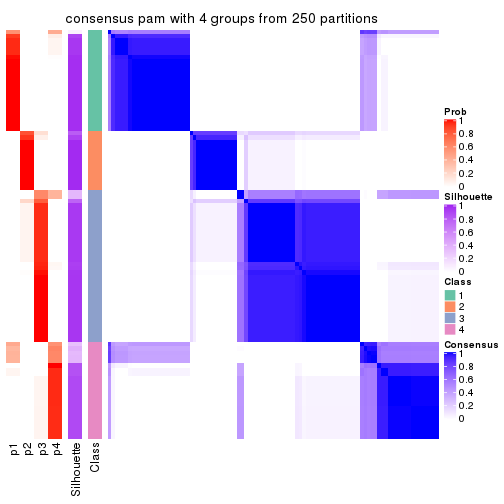 consensus pam with 4 groups from 250 partitions
Prob
1
0.8
0.6
0.4
0.2
0
Silhouette
1
0.8
0.6
0.4
0.2
0
Class
1
2
3
4
Consensus
1
0.8
0.6
0.4
0.2
0
p1
p2
p3
p4
Silhouette
Class